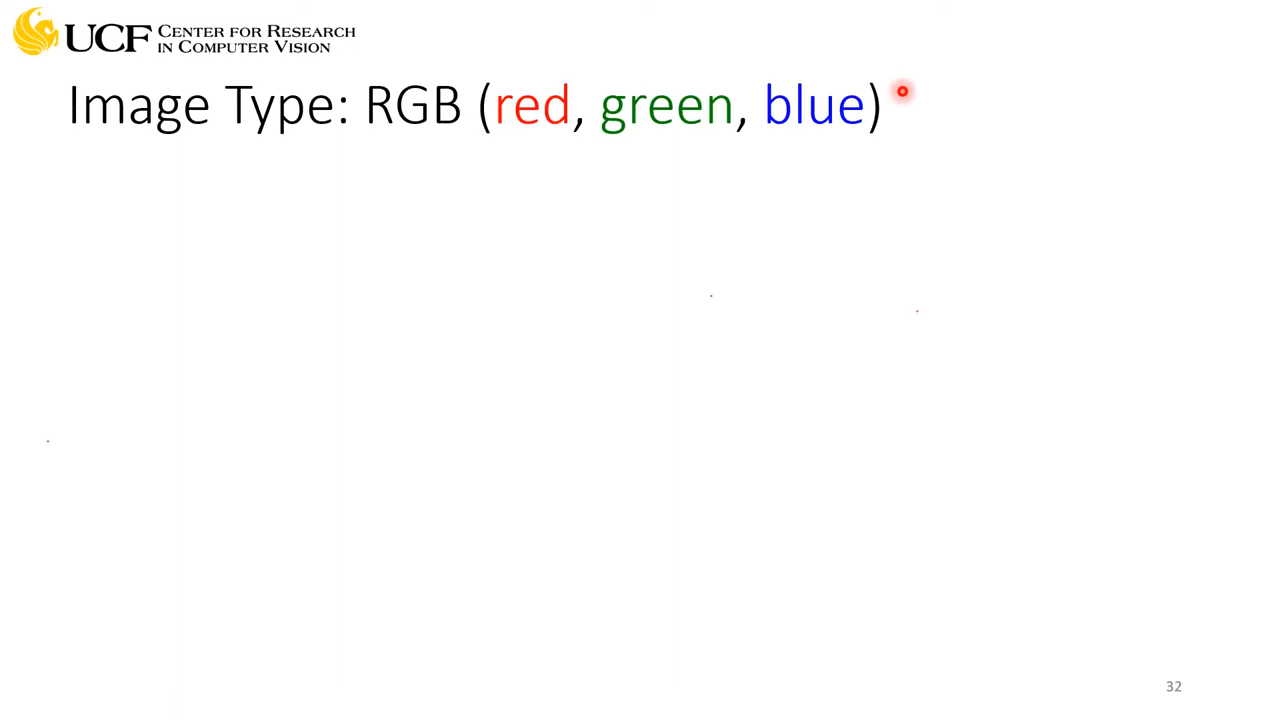 UCF CENTER FOR RESEARCH
IN COMPUTER VISION
Image Type: RGB (red, green, blue)
32